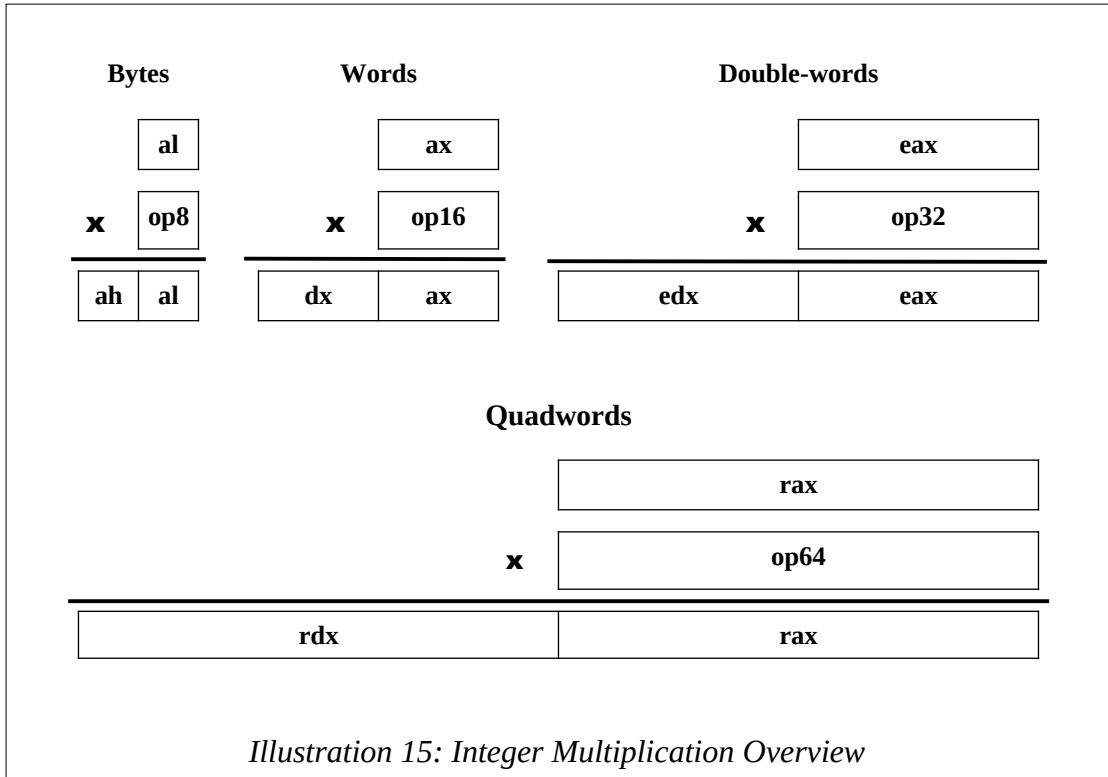 Bytes Words Double-words
al ax eax
x op8 x op16 x op32
ah al dx ax edx eax
Quadwords
rax
x op64
rdx rax
Illustration 15: Integer Multiplication Overview